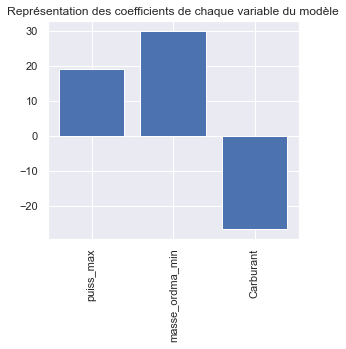 Représentation des coefficients de chaque variable du modèle
30
20
10
0
−10
−20
puiss_max
masse_ordma_min
Carburant